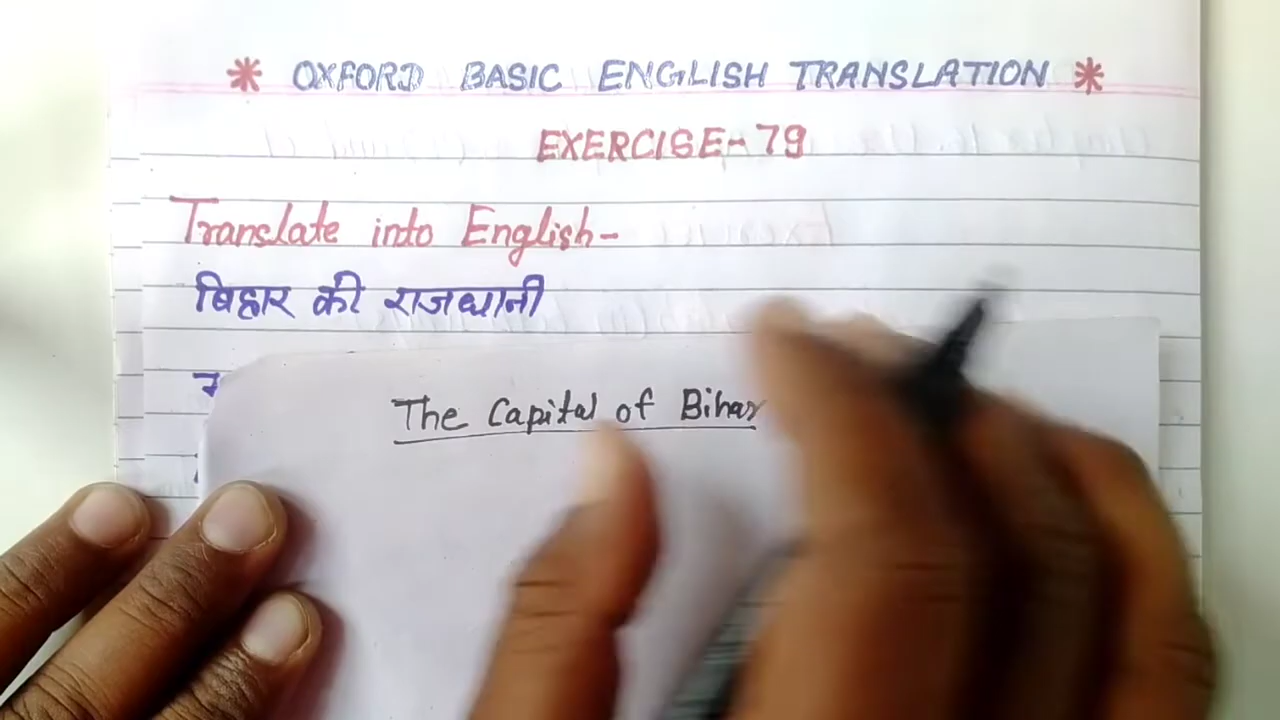 * OXFORD BASIC ENGLISH TRANSLATION *
EXERCISE-79
Translate into English-
बिहार की राजधानी
The Capital of Bihar